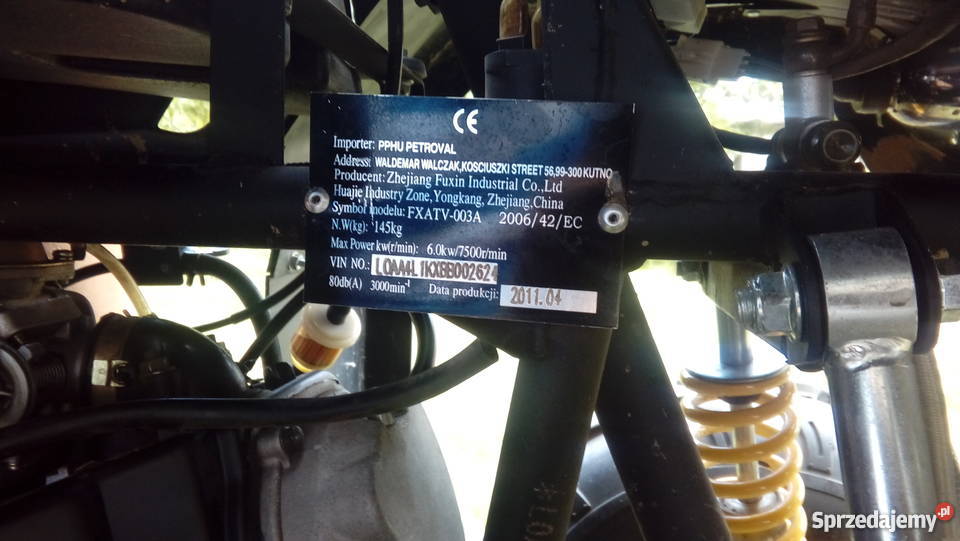 CE
Importer: PPHU PETROVAL
Address: WALDEMAR WALCZAK,KOSCIUSZKI STREET 56,99-300 KUTNO
Producent: Zhejiang Fuxin Industrial Co.,Ltd
Huajie Industry Zone,Yongkang, Zhejiang,China
Symbol modelu: FXATV-003A 2006/42/EC
N.W(kg): 145kg
Max Power kw(r/min): 6.0kw/7500r/min
VIN NO.: LQAA4L1KXBB002624
80db(A) 3000min-1 Data produkcji: 2011.04
Sprzedajemy.pl